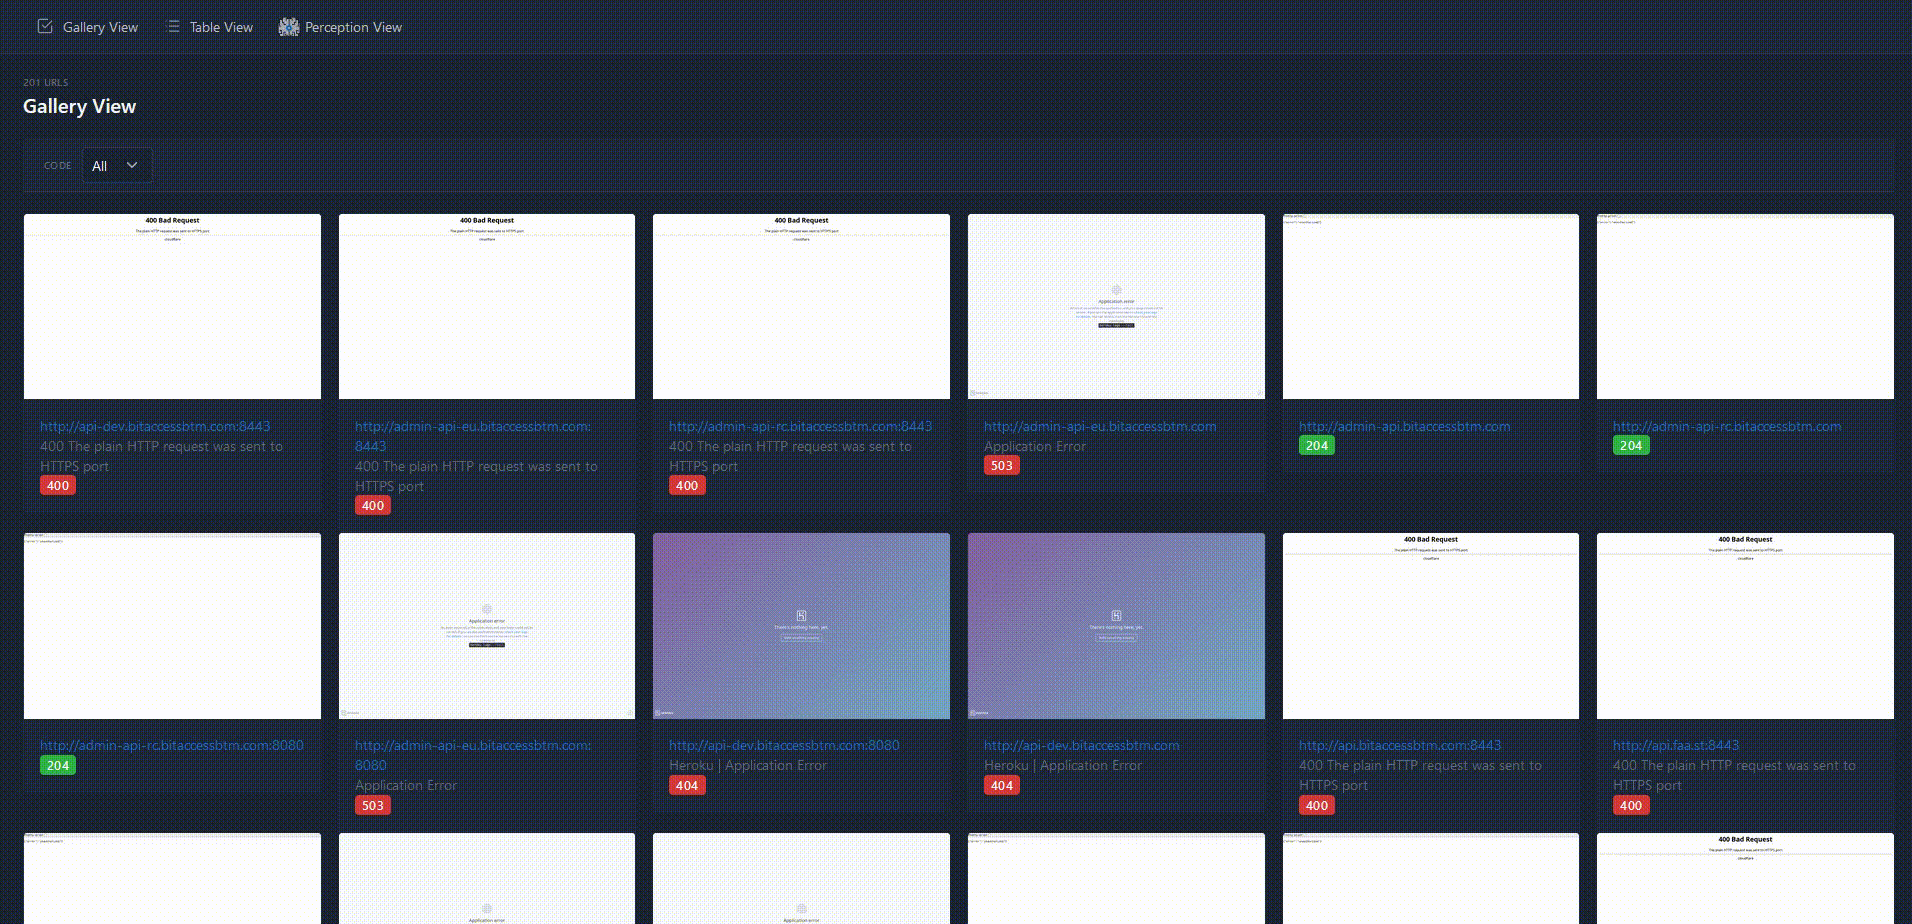 Gallery View
Table View
Perception View
201 URLS
Gallery View
CODE
All
400 Bad Request
The plain HTTP request was sent to HTTPS port
cloudflare
400 Bad Request
The plain HTTP request was sent to HTTPS port
cloudflare
400 Bad Request
The plain HTTP request was sent to HTTPS port
cloudflare
Application error
http://api-dev.bitaccessbtm.com:8443
400 The plain HTTP request was sent to
HTTPS port
400
http://admin-api-eu.bitaccessbtm.com:
8443
400 The plain HTTP request was sent to
HTTPS port
400
http://admin-api-rc.bitaccessbtm.com:8443
400 The plain HTTP request was sent to
HTTPS port
400
http://admin-api-eu.bitaccessbtm.com
Application Error
503
http://admin-api.bitaccessbtm.com
204
http://admin-api-rc.bitaccessbtm.com
204
Application error
There's nothing here, yet.
There's nothing here, yet.
400 Bad Request
The plain HTTP request was sent to HTTPS port
cloudflare
400 Bad Request
The plain HTTP request was sent to HTTPS port
cloudflare
http://admin-api-rc.bitaccessbtm.com:8080
204
http://admin-api-eu.bitaccessbtm.com:
8080
Application Error
503
http://api-dev.bitaccessbtm.com:8080
Heroku | Application Error
404
http://api-dev.bitaccessbtm.com
Heroku | Application Error
404
http://api.bitaccessbtm.com:8443
400 The plain HTTP request was sent to
HTTPS port
400
http://api.faa.st:8443
400 The plain HTTP request was sent to
HTTPS port
400
Application error
Application error
400 Bad Request
The plain HTTP request was sent to HTTPS port
cloudflare